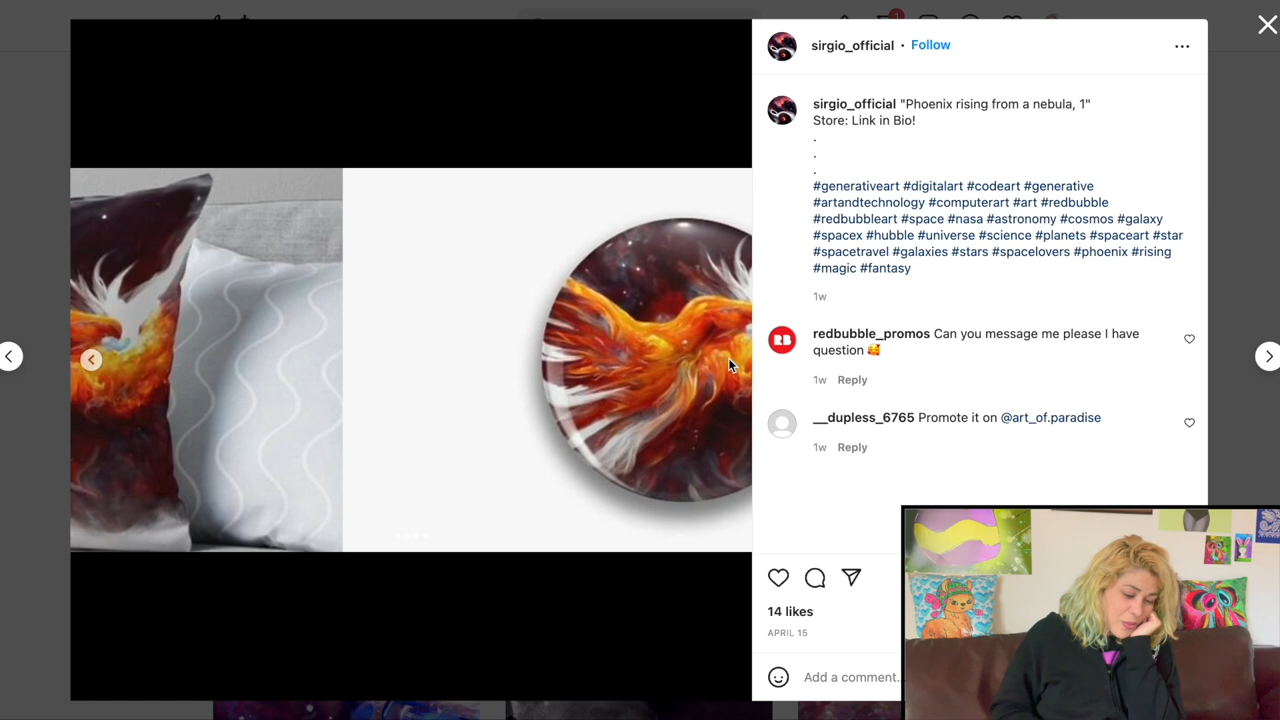 sirgio_official • Follow
sirgio_official "Phoenix rising from a nebula, 1"
Store: Link in Bio!
.
.
.
#generativeart #digitalart #codeart #generative
#artandtechnology #computerart #art #redbubble
#redbubbleart #space #nasa #astronomy #cosmos #galaxy
#spacex #hubble #universe #science #planets #spaceart #star
#spacetravel #galaxies #stars #spacelovers #phoenix #rising
#magic #fantasy
1w
RB
redbubble_promos Can you message me please I have
question 🥰
1w Reply
__dupless_6765 Promote it on @art_of.paradise
1w Reply
14 likes
APRIL 15
Add a comment...